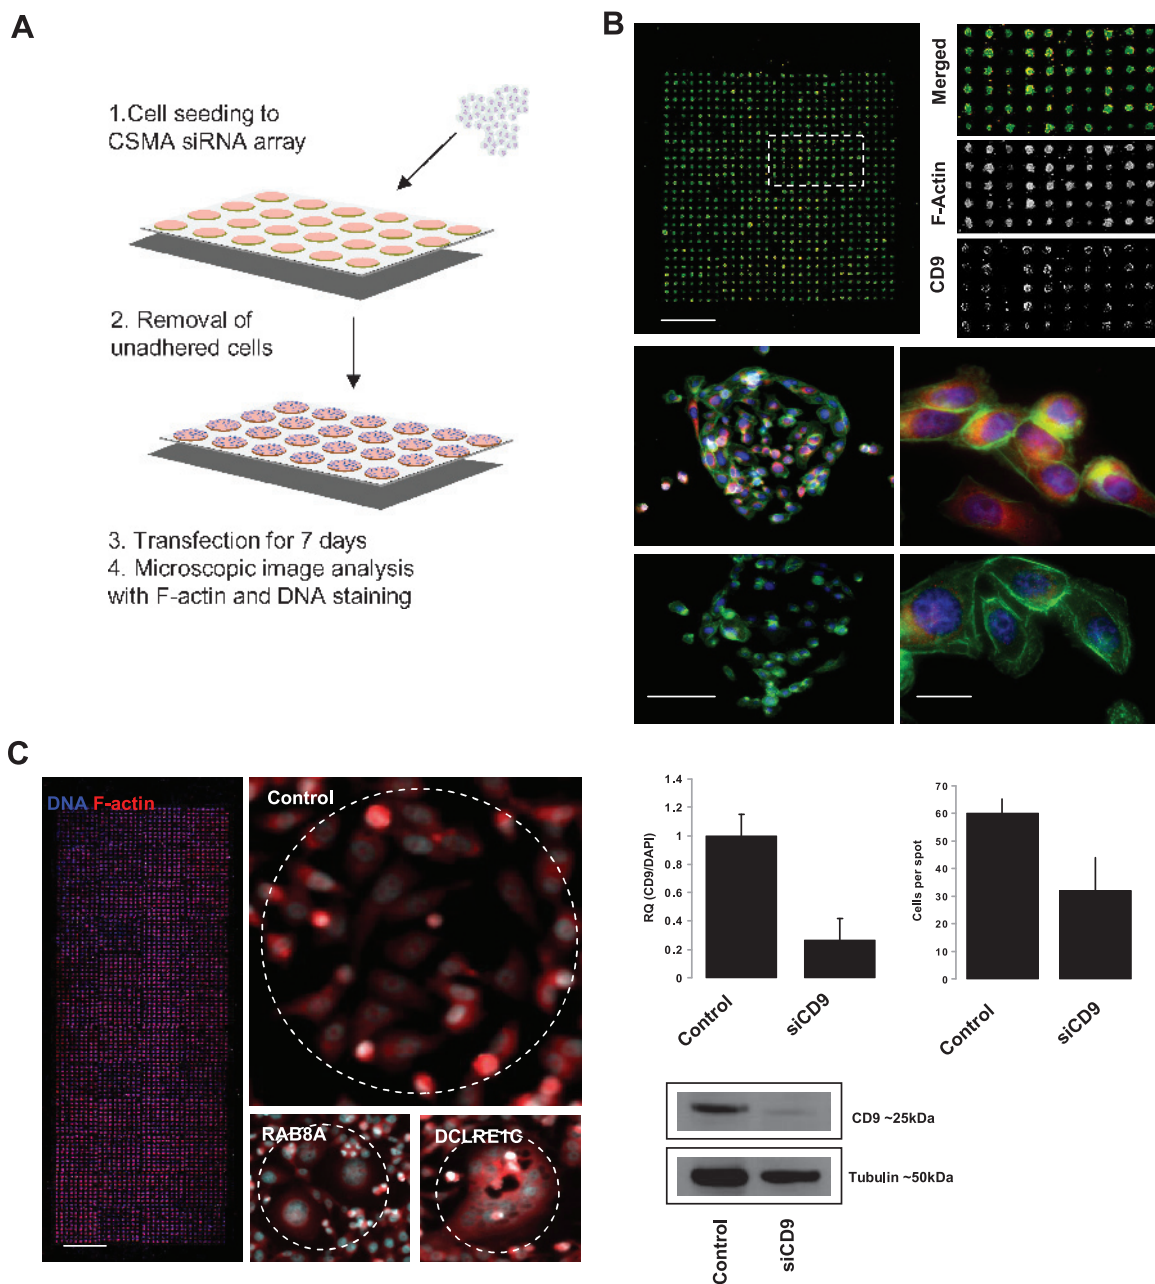 A
1.Cell seeding to
CSMA siRNA array
2. Removal of
unadhered cells
3. Transfection for 7 days
4. Microscopic image analysis
with F-actin and DNA staining
B
Merged
F-Actin
CD9
C
DNA F-actin
Control
RAB8A
DCLRE1C
RQ (CD9/DAPI)
1.4
1.2
1
0.8
0.6
0.4
0.2
0
Control
siCD9
Cells per spot
70
60
50
40
30
20
10
0
Control
siCD9
CD9 ~25kDa
Tubulin ~50kDa
Control
siCD9